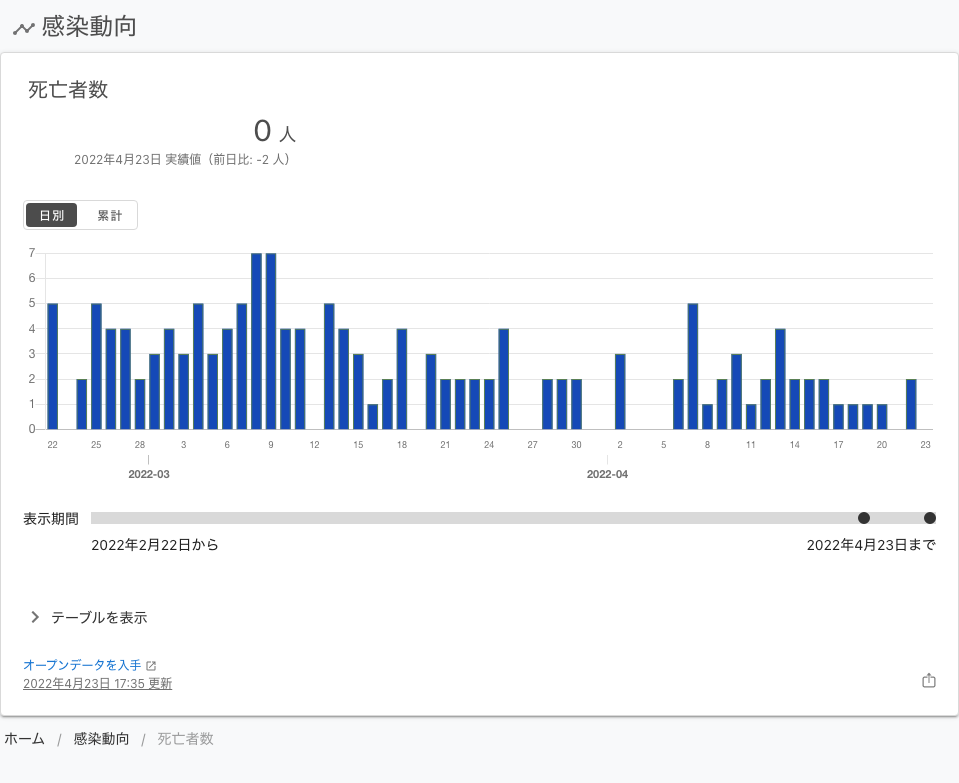 感染動向
死亡者数
0 人
2022年4月23日 実績値（前日比: -2 人）
日別 累計
7
6
5
4
3
2
1
0
22 25 28 3 6 9 12 15 18 21 24 27 30 2 5 8 11 14 17 20 23
2022-03 2022-04
表示期間
2022年2月22日から 2022年4月23日まで
テーブルを表示
オープンデータを入手
2022年4月23日 17:35 更新
ホーム / 感染動向 / 死亡者数